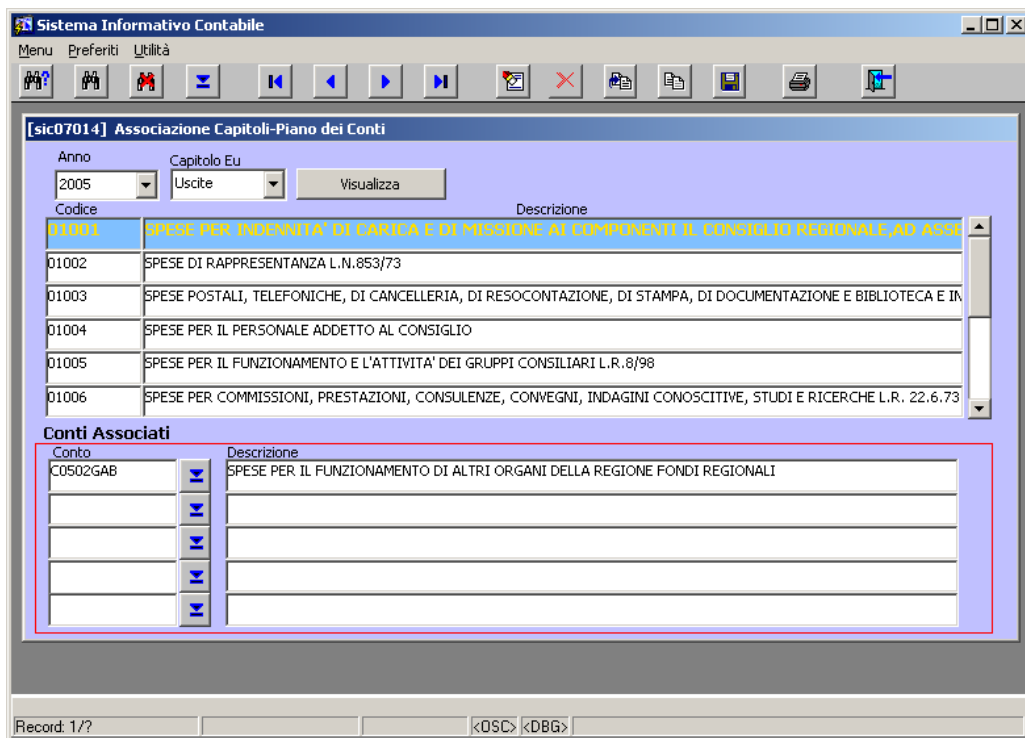 Sistema Informativo Contabile
Menu Preferiti Utilità
[sic07014] Associazione Capitoli-Piano dei Conti
Anno Capitolo Eu
2005 Uscite Visualizza
Codice Descrizione
01001 SPESE PER INDENNITA' DI CARICA E DI MISSIONE AI COMPONENTI IL CONSIGLIO REGIONALE,AD ASSE
01002 SPESE DI RAPPRESENTANZA L.N.853/73
01003 SPESE POSTALI, TELEFONICHE, DI CANCELLERIA, DI RESOCONTAZIONE, DI STAMPA, DI DOCUMENTAZIONE E BIBLIOTECA E IN
01004 SPESE PER IL PERSONALE ADDETTO AL CONSIGLIO
01005 SPESE PER IL FUNZIONAMENTO E L'ATTIVITA' DEI GRUPPI CONSILIARI L.R.8/98
01006 SPESE PER COMMISSIONI, PRESTAZIONI, CONSULENZE, CONVEGNI, INDAGINI CONOSCITIVE, STUDI E RICERCHE L.R. 22.6.73
Conti Associati
Conto Descrizione
C0502GAB SPESE PER IL FUNZIONAMENTO DI ALTRI ORGANI DELLA REGIONE FONDI REGIONALI
Record: 1/? <OSC> <DBG>